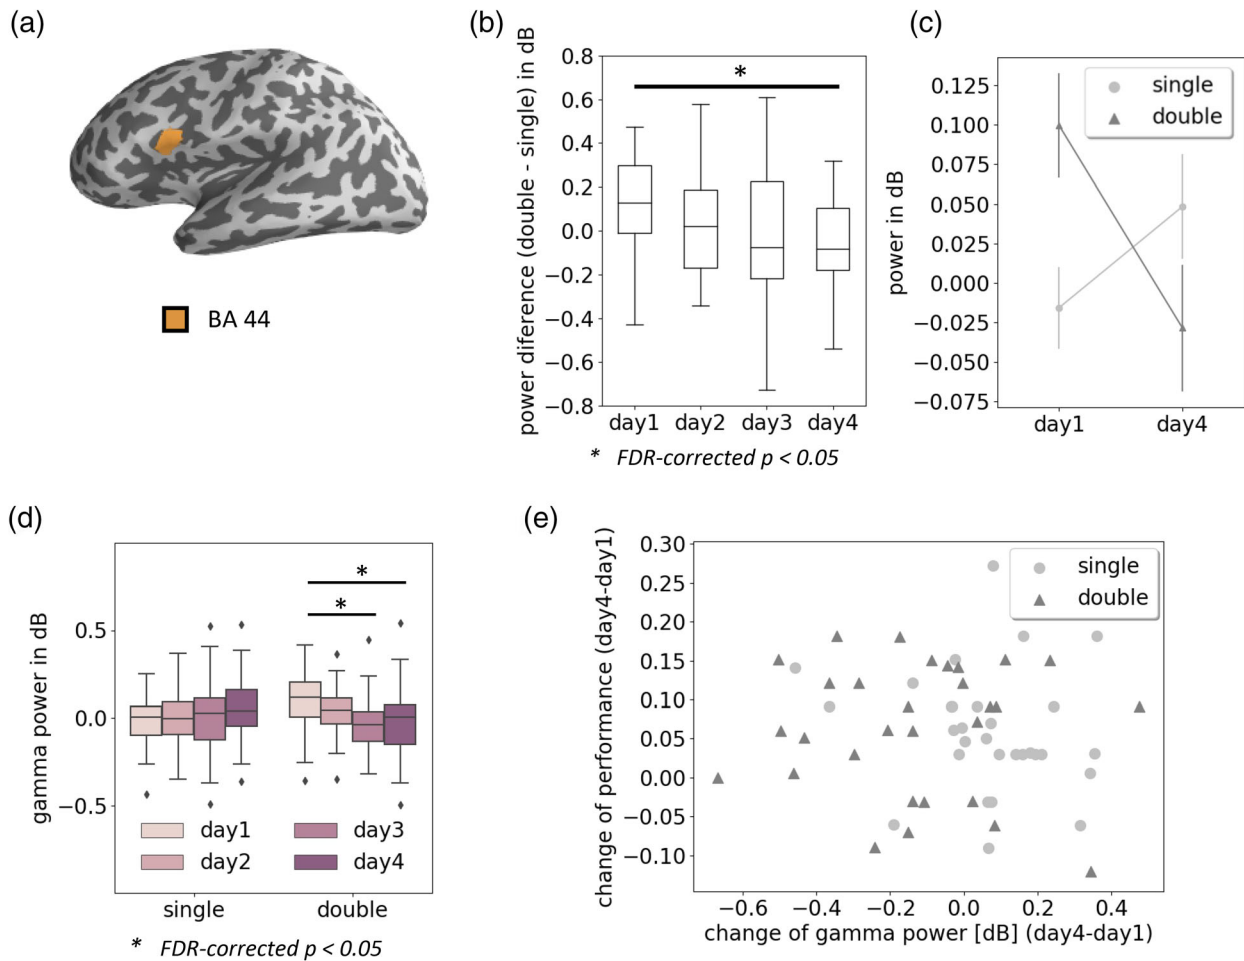 (a)
BA 44
(b)
power diference (double - single) in dB
0.8
0.6
0.4
0.2
0.0
−0.2
−0.4
−0.6
−0.8
*
day1 day2 day3 day4
* FDR-corrected p < 0.05
(c)
power in dB
0.125
0.100
0.075
0.050
0.025
0.000
−0.025
−0.050
−0.075
single
double
day1 day4
(d)
gamma power in dB
0.5
0.0
−0.5
*
*
day1 day3
day2 day4
single double
* FDR-corrected p < 0.05
(e)
change of performance (day4-day1)
0.30
0.25
0.20
0.15
0.10
0.05
0.00
−0.05
−0.10
single
double
−0.6 −0.4 −0.2 0.0 0.2 0.4
change of gamma power [dB] (day4-day1)